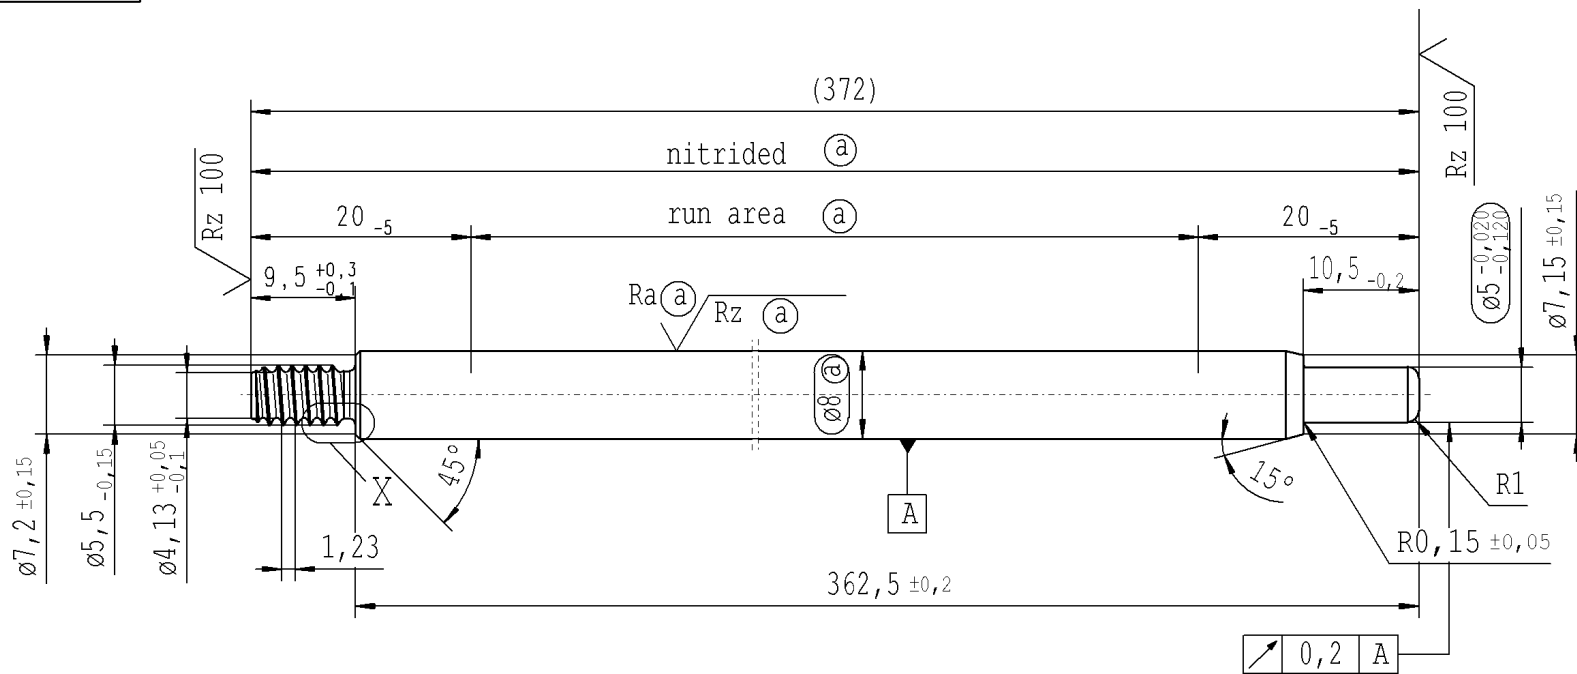 (372)
nitrided a
run area a
20 -5
20 -5
Rz 100
Rz 100
9,5 +0,3 -0,1
10,5 -0,2
Ra a
Rz a
ø8 a
ø5 -0,020 -0,120
ø7,15 ±0,15
ø7,2 ±0,15
ø5,5 -0,15
ø4,13 +0,05 -0,1
X
45°
15°
A
R1
R0,15 ±0,05
1,23
362,5 ±0,2
0,2 A